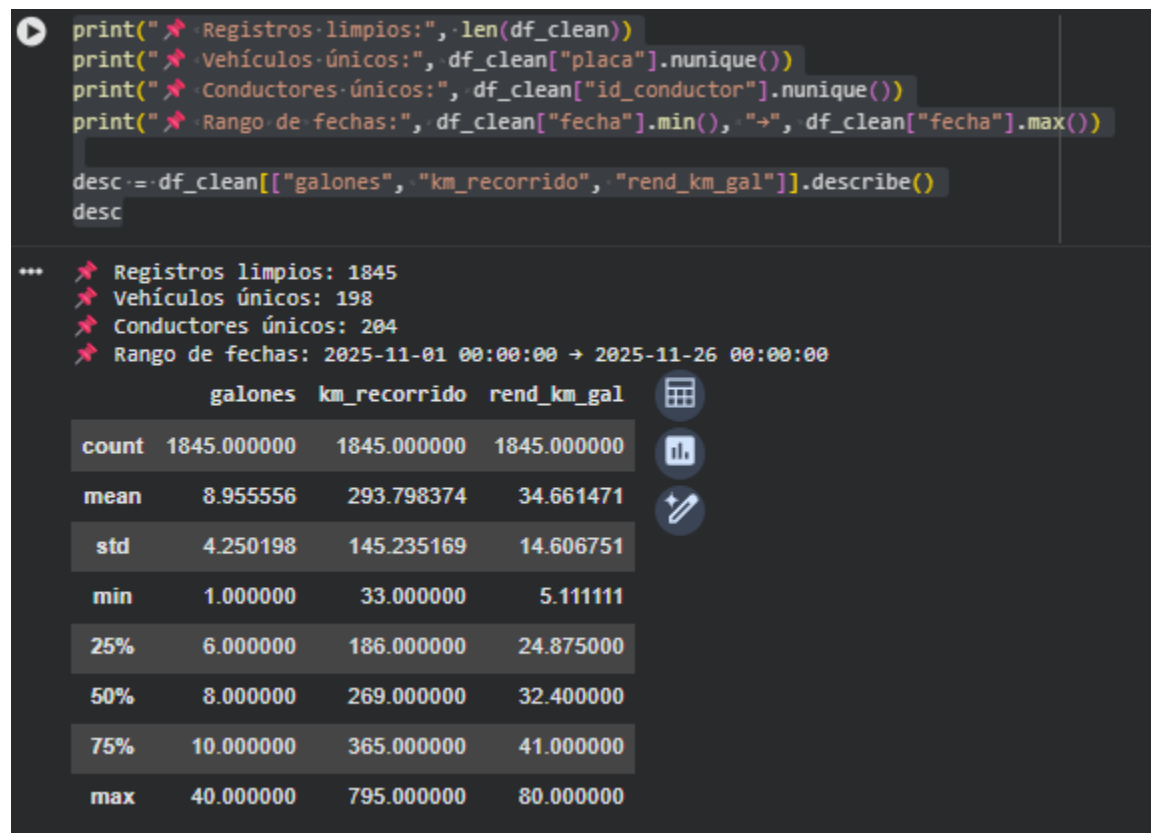 print("📌 Registros limpios:", len(df_clean))
print("📌 Vehículos únicos:", df_clean["placa"].nunique())
print("📌 Conductores únicos:", df_clean["id_conductor"].nunique())
print("📌 Rango de fechas:", df_clean["fecha"].min(), "→", df_clean["fecha"].max())
desc = df_clean[["galones", "km_recorrido", "rend_km_gal"]].describe()
desc
📌 Registros limpios: 1845
📌 Vehículos únicos: 198
📌 Conductores únicos: 204
📌 Rango de fechas: 2025-11-01 00:00:00 → 2025-11-26 00:00:00
galones km_recorrido rend_km_gal
count 1845.000000 1845.000000 1845.000000
mean 8.955556 293.798374 34.661471
std 4.250198 145.235169 14.606751
min 1.000000 33.000000 5.111111
25% 6.000000 186.000000 24.875000
50% 8.000000 269.000000 32.400000
75% 10.000000 365.000000 41.000000
max 40.000000 795.000000 80.000000